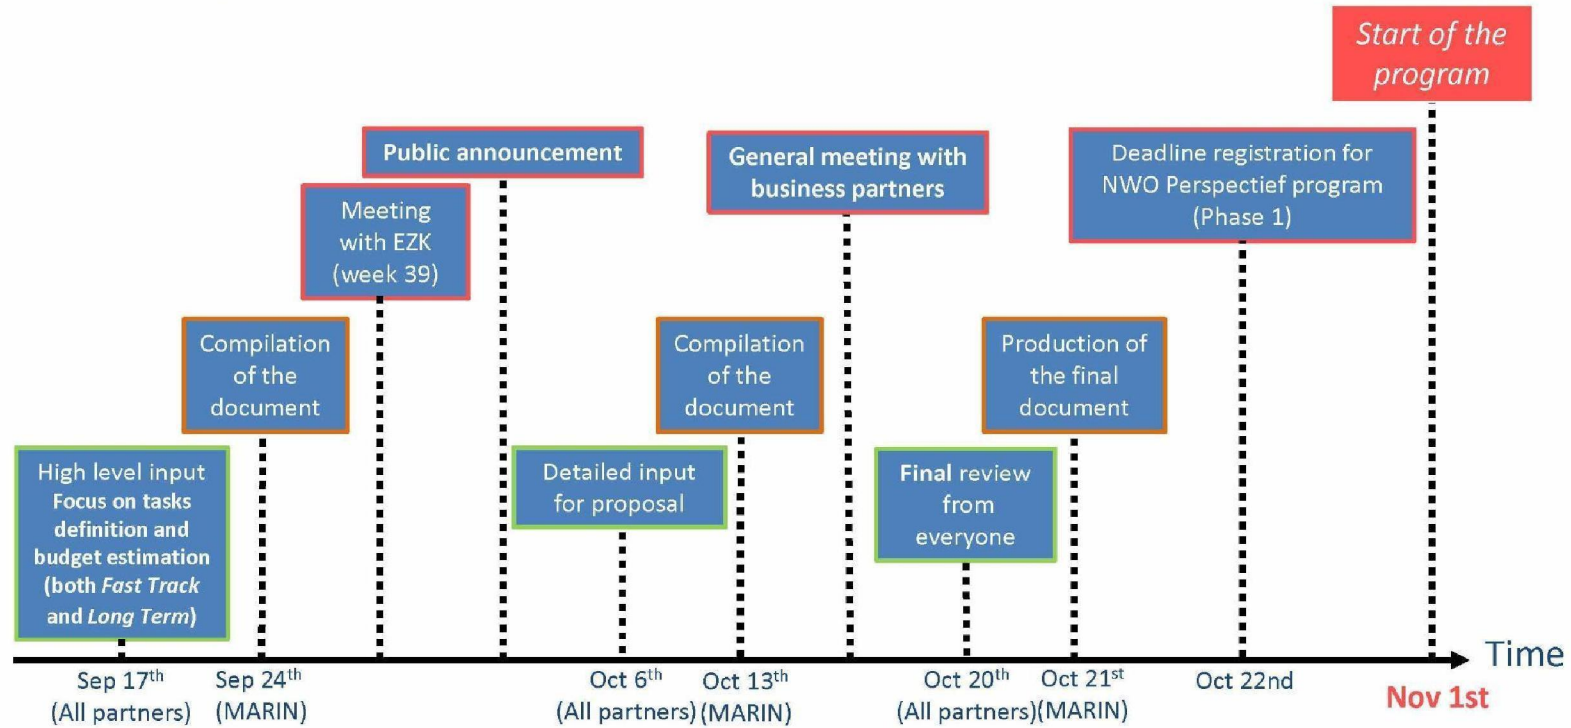 Start of the
program
Public announcement
General meeting with
business partners
Deadline registration for
NWO Perspectief program
(Phase 1)
Meeting
with EZK
(week 39)
Compilation
of the
document
Compilation
of the
document
Production of
the final
document
High level input
Focus on tasks
definition and
budget estimation
(both Fast Track
and Long Term)
Detailed input
for proposal
Final review
from
everyone
Time
Sep 17th
(All partners)
Sep 24th
(MARIN)
Oct 6th
(All partners)
Oct 13th
(MARIN)
Oct 20th
(All partners)
Oct 21st
(MARIN)
Oct 22nd
Nov 1st